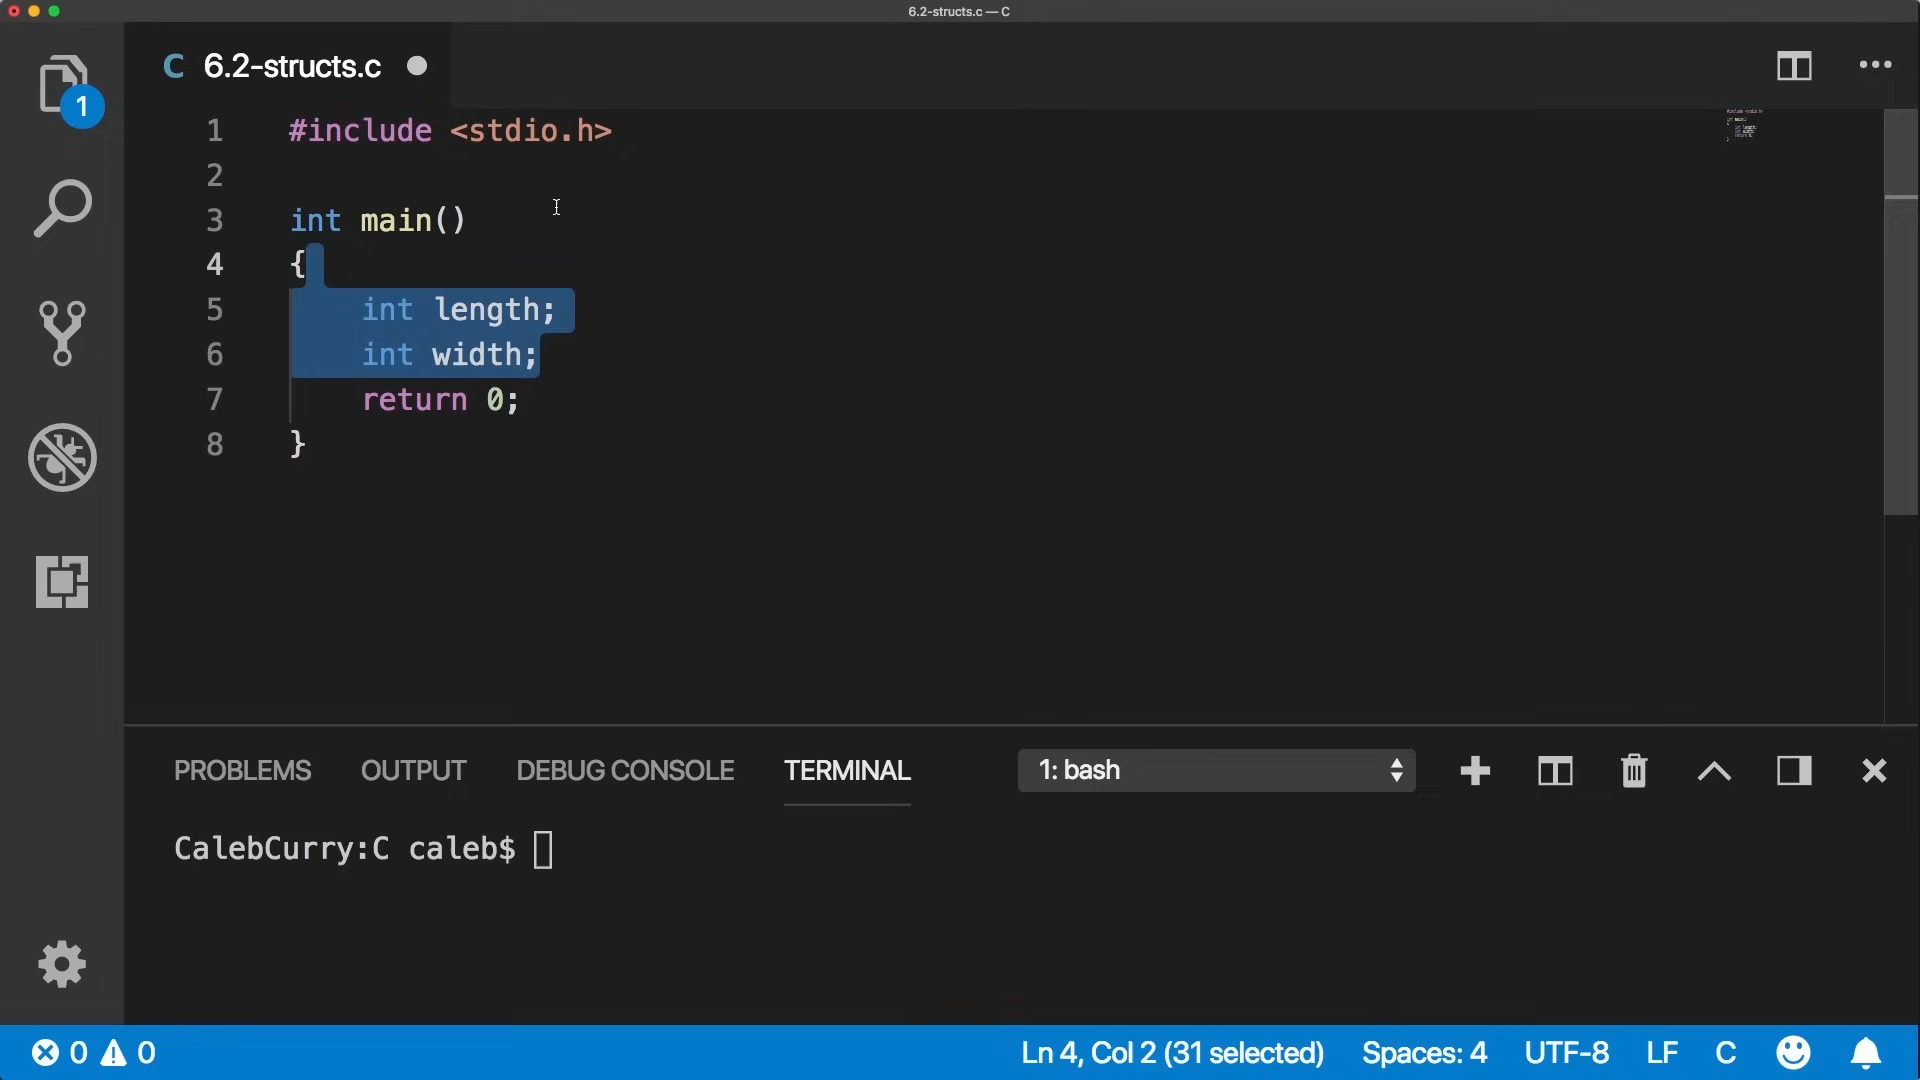 6.2-structs.c — C
C 6.2-structs.c
1
1 #include <stdio.h>
2
3 int main()
4 {
5 int length;
6 int width;
7 return 0;
8 }
PROBLEMS OUTPUT DEBUG CONSOLE TERMINAL 1: bash
CalebCurry:C caleb$
0 0 Ln 4, Col 2 (31 selected) Spaces: 4 UTF-8 LF C